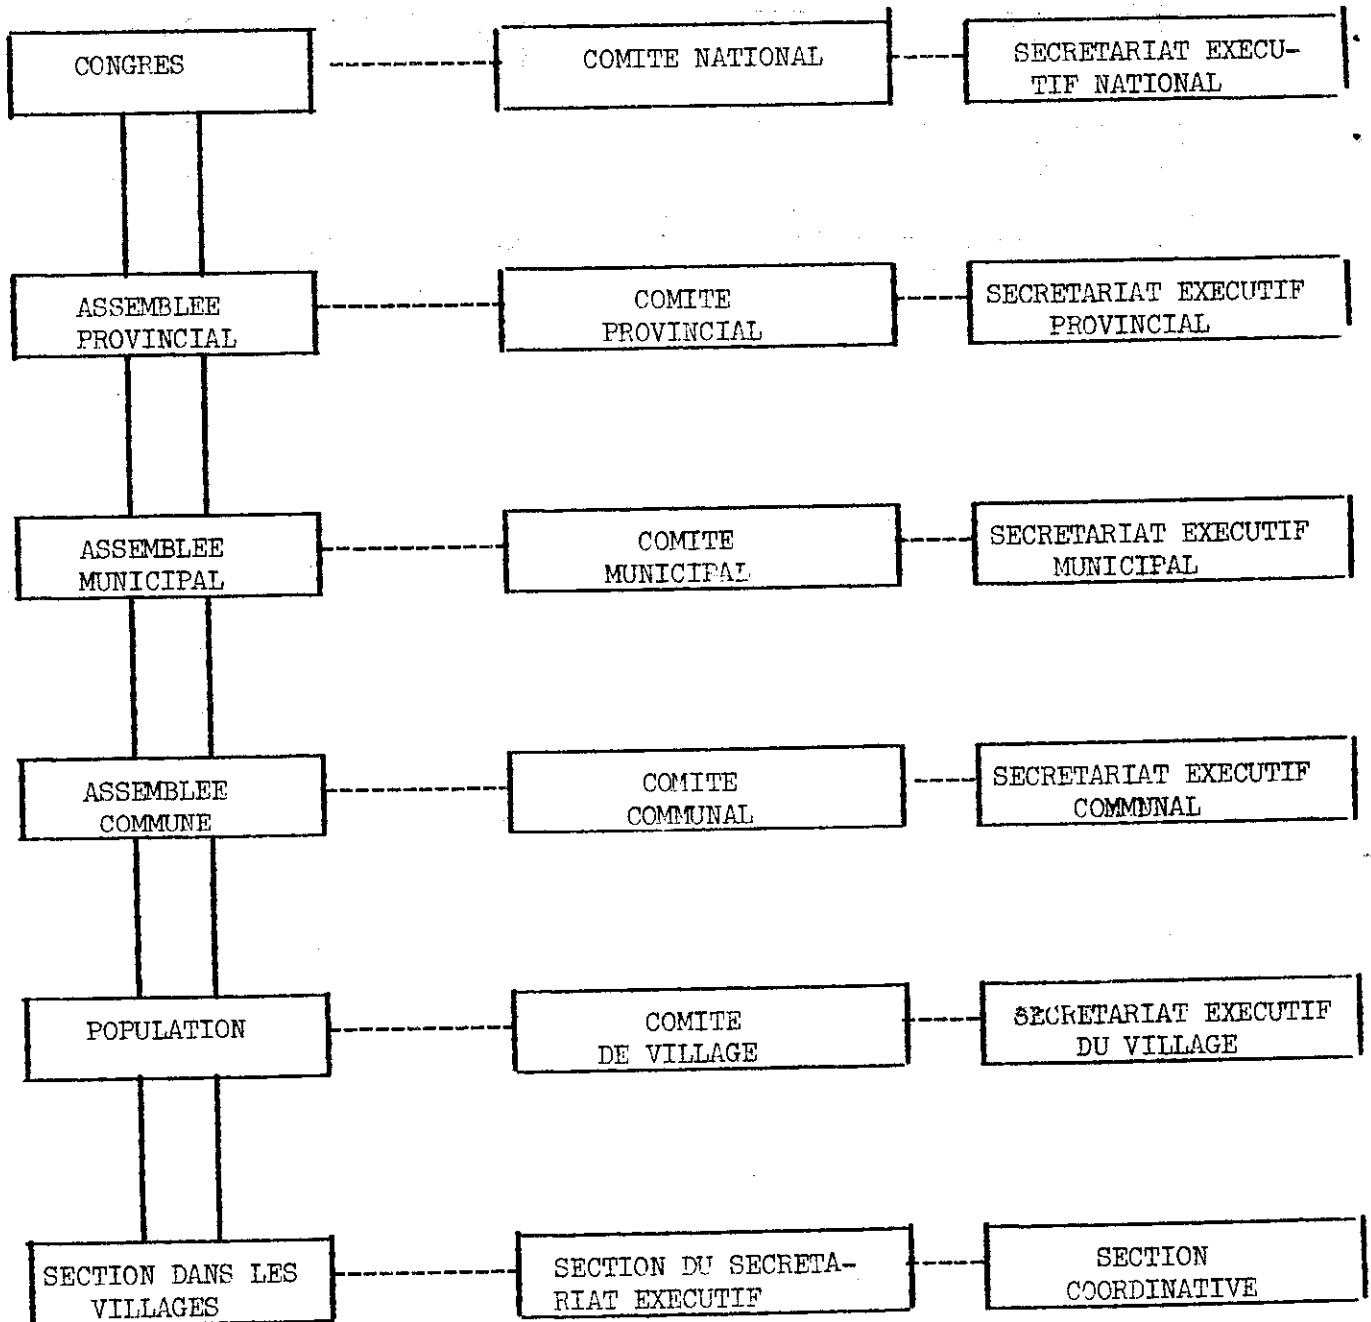 CONGRES
COMITE NATIONAL
SECRETARIAT EXECU-
TIF NATIONAL
ASSEMBLEE
PROVINCIAL
COMITE
PROVINCIAL
SECRETARIAT EXECUTIF
PROVINCIAL
ASSEMBLEE
MUNICIPAL
COMITE
MUNICIPAL
SECRETARIAT EXECUTIF
MUNICIPAL
ASSEMBLEE
COMMUNE
COMITE
COMMUNAL
SECRETARIAT EXECUTIF
COMMUNAL
POPULATION
COMITE
DE VILLAGE
SECRETARIAT EXECUTIF
DU VILLAGE
SECTION DANS LES
VILLAGES
SECTION DU SECRETA-
RIAT EXECUTIF
SECTION
COORDINATIVE